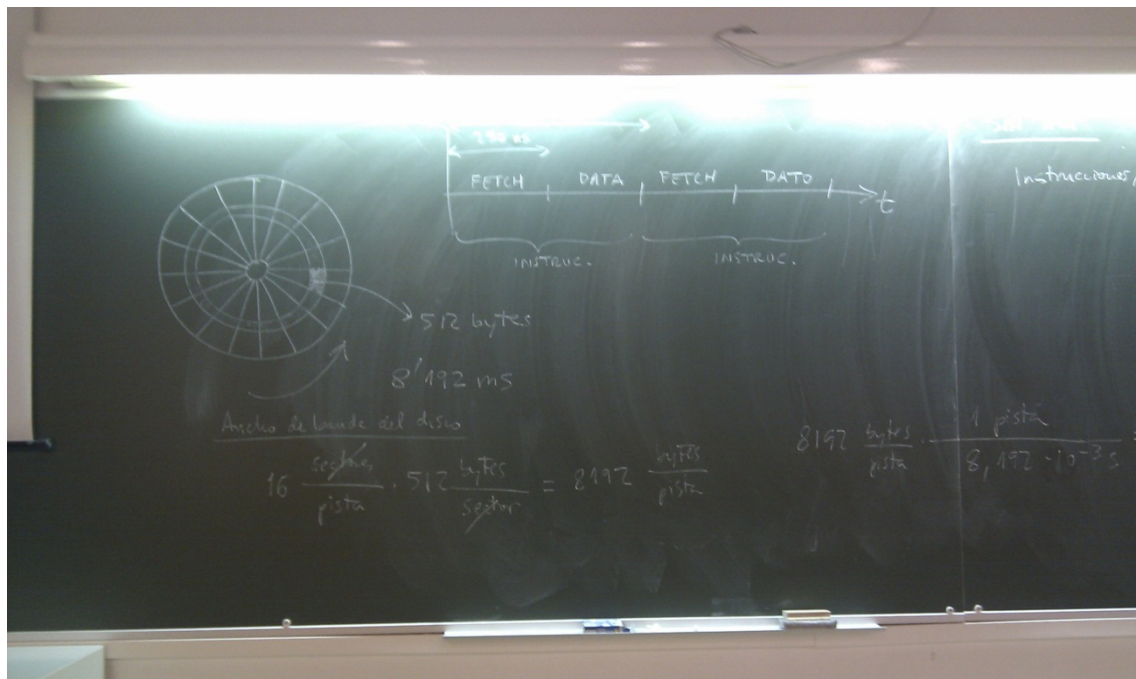 FETCH DATA FETCH DATO t
INSTRUC. INSTRUC.
Instrucciones,
512 bytes
8'192 ms
Ancho de banda del disco
16 sectores/pista · 512 bytes/sector = 8192 bytes/pista
8192 bytes/pista · 1 pista/8,192·10⁻³ s